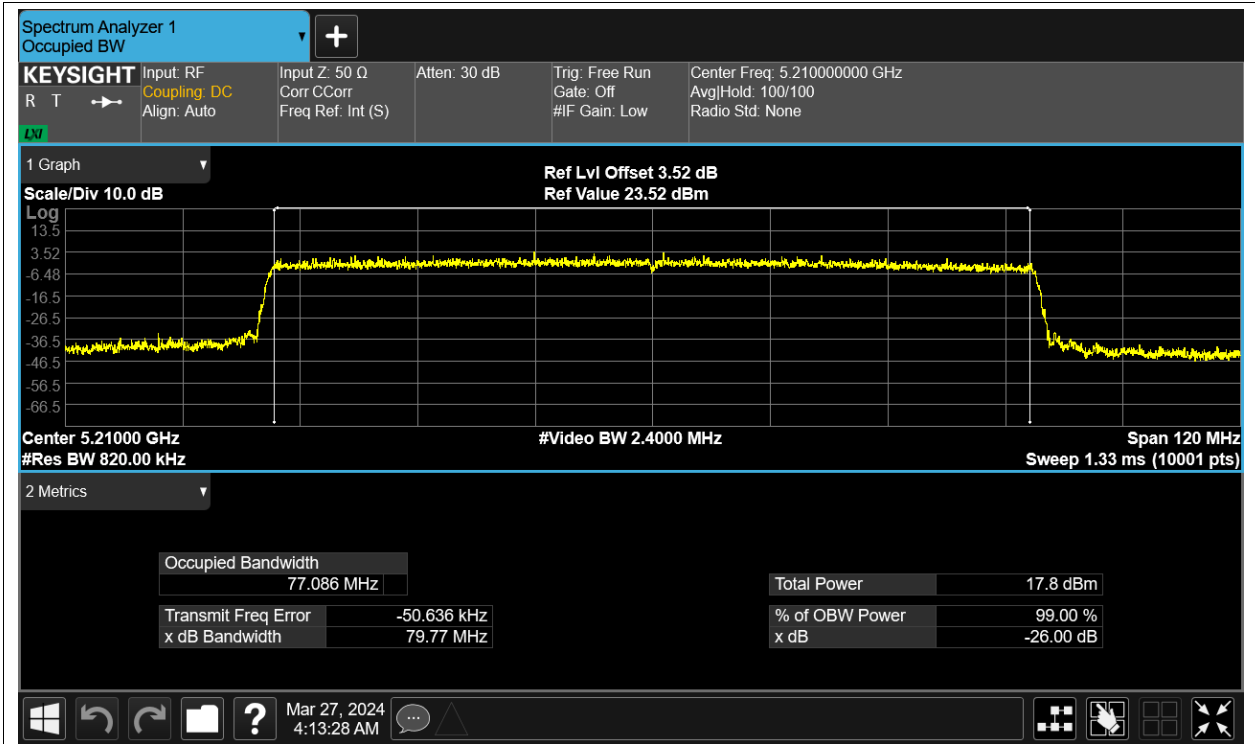 Spectrum Analyzer 1
Occupied BW
KEYSIGHT
R T
LXI
Input: RF
Coupling: DC
Align: Auto
Input Z: 50 Ω
Corr CCorr
Freq Ref: Int (S)
Atten: 30 dB
Trig: Free Run
Gate: Off
#IF Gain: Low
Center Freq: 5.210000000 GHz
Avg|Hold: 100/100
Radio Std: None
1 Graph
Ref Lvl Offset 3.52 dB
Scale/Div 10.0 dB
Ref Value 23.52 dBm
Log
13.5
3.52
-6.48
-16.5
-26.5
-36.5
-46.5
-56.5
-66.5
Center 5.21000 GHz
#Video BW 2.4000 MHz
Span 120 MHz
#Res BW 820.00 kHz
Sweep 1.33 ms (10001 pts)
2 Metrics
Occupied Bandwidth
77.086 MHz
Total Power 17.8 dBm
Transmit Freq Error -50.636 kHz
% of OBW Power 99.00 %
x dB Bandwidth 79.77 MHz
x dB -26.00 dB
?
Mar 27, 2024
4:13:28 AM